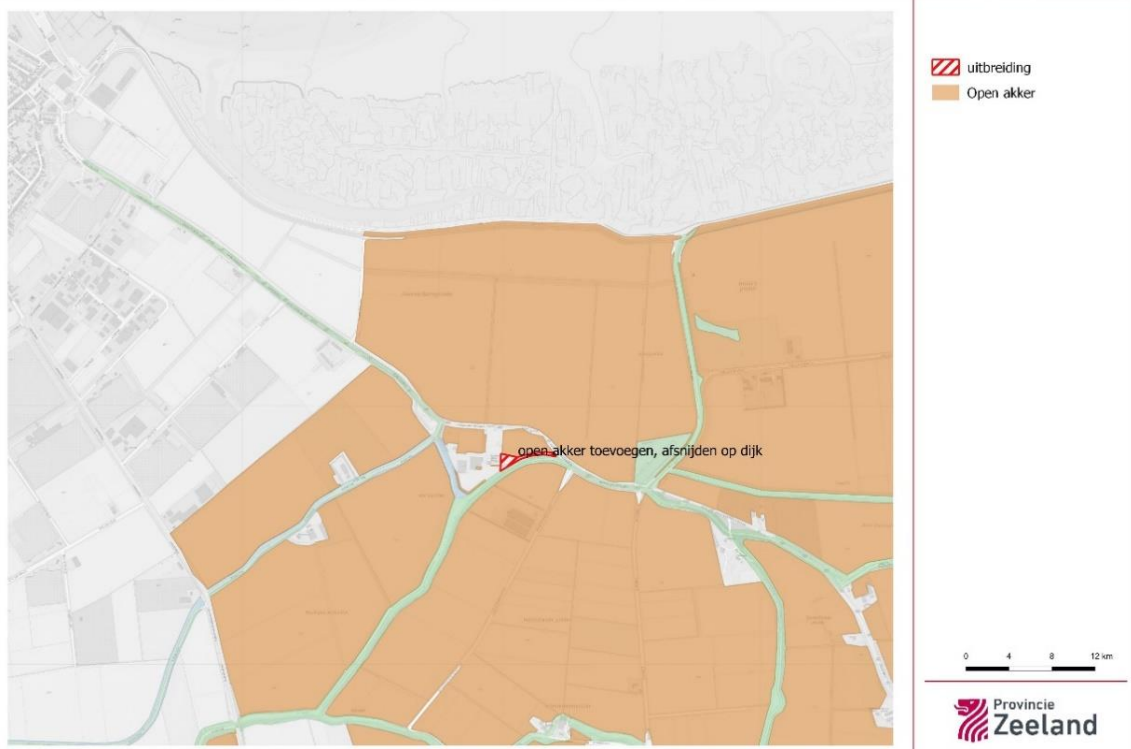 uitbreiding
Open akker
open akker toevoegen, afsnijden op dijk
0 4 8 12 km
Provincie
Zeeland